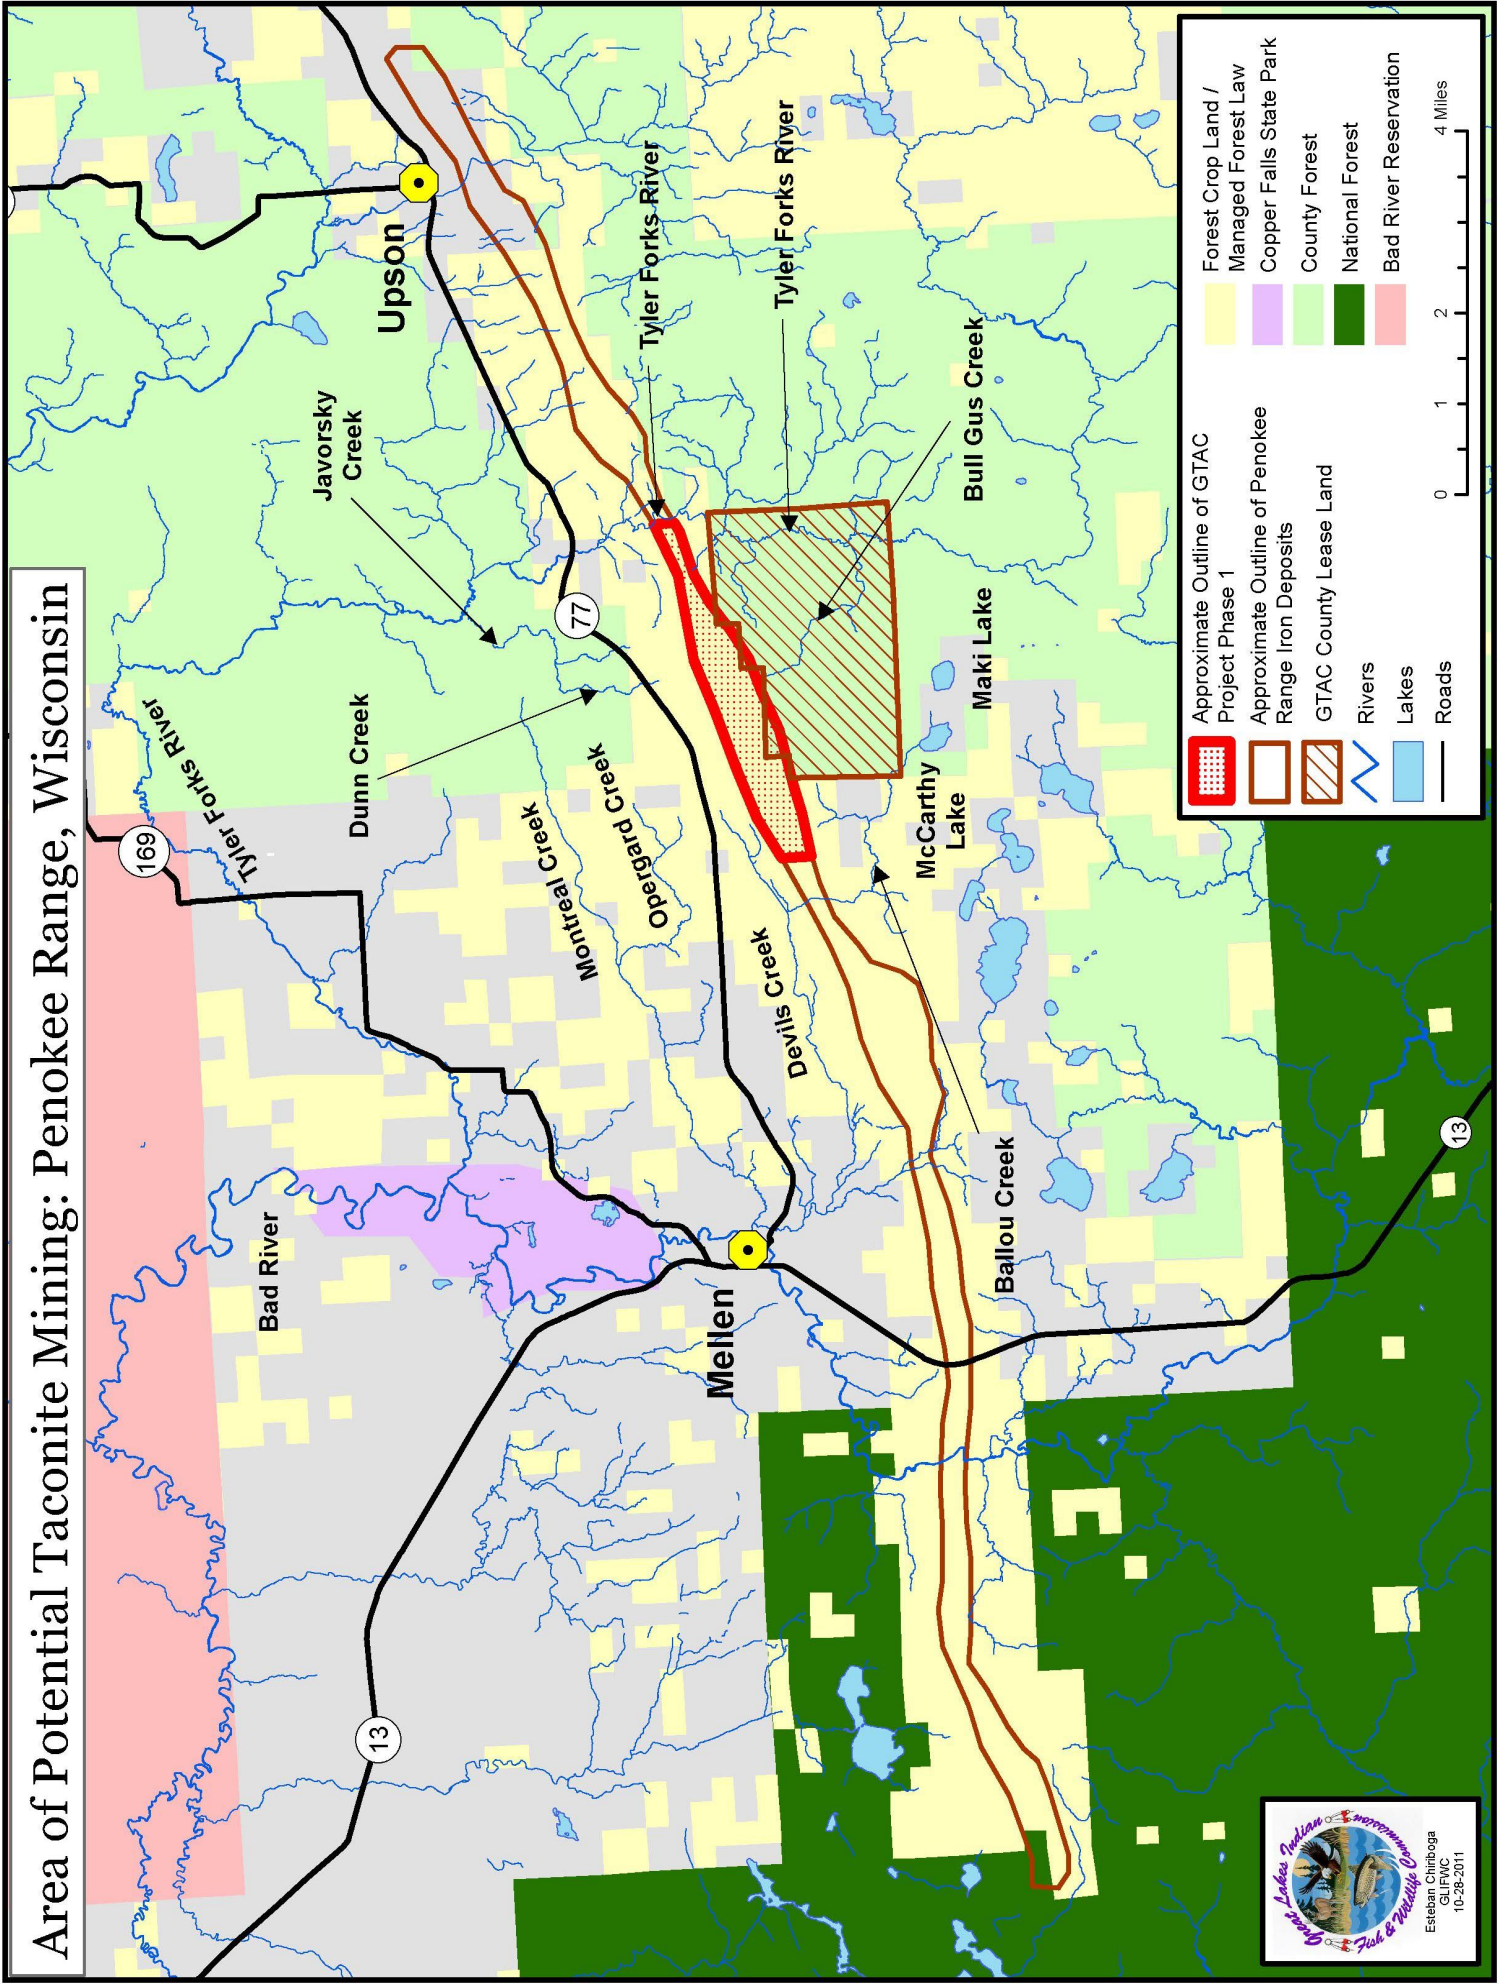 Area of Potential Taconite Mining: Penokee Range, Wisconsin
169
Tyler Forks River
Javorsky
Creek
Upson
Dunn Creek
77
Bad River
Montreal Creek
Opergard Creek
13
Tyler Forks River
Devils Creek
Tyler Forks River
Mellen
McCarthy
Lake
Maki Lake
Bull Gus Creek
Ballou Creek
13
Approximate Outline of GTAC
Project Phase 1
Approximate Outline of Penokee
Range Iron Deposits
GTAC County Lease Land
Rivers
Lakes
Roads
Forest Crop Land /
Managed Forest Law
Copper Falls State Park
County Forest
National Forest
Bad River Reservation
0 1 2 4 Miles
Great Lakes Indian
Fish & Wildlife Commission
Esteban Chiriboga
GLIFWC
10-28-2011